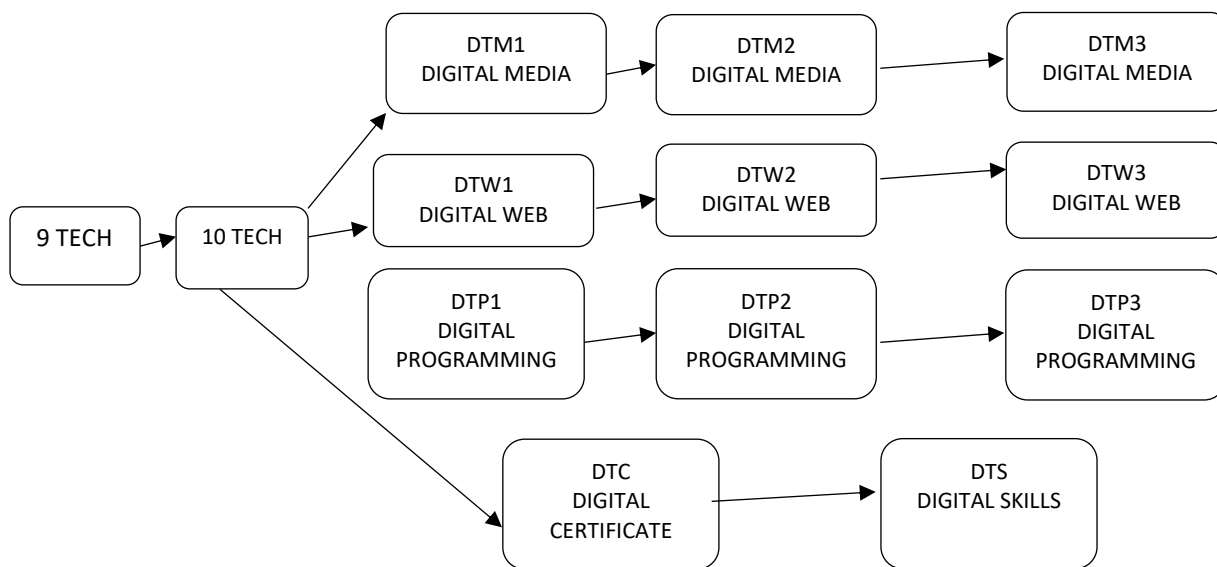 DTM1
DIGITAL MEDIA
DTM2
DIGITAL MEDIA
DTM3
DIGITAL MEDIA
9 TECH
10 TECH
DTW1
DIGITAL WEB
DTW2
DIGITAL WEB
DTW3
DIGITAL WEB
DTP1
DIGITAL
PROGRAMMING
DTP2
DIGITAL
PROGRAMMING
DTP3
DIGITAL
PROGRAMMING
DTC
DIGITAL
CERTIFICATE
DTS
DIGITAL SKILLS